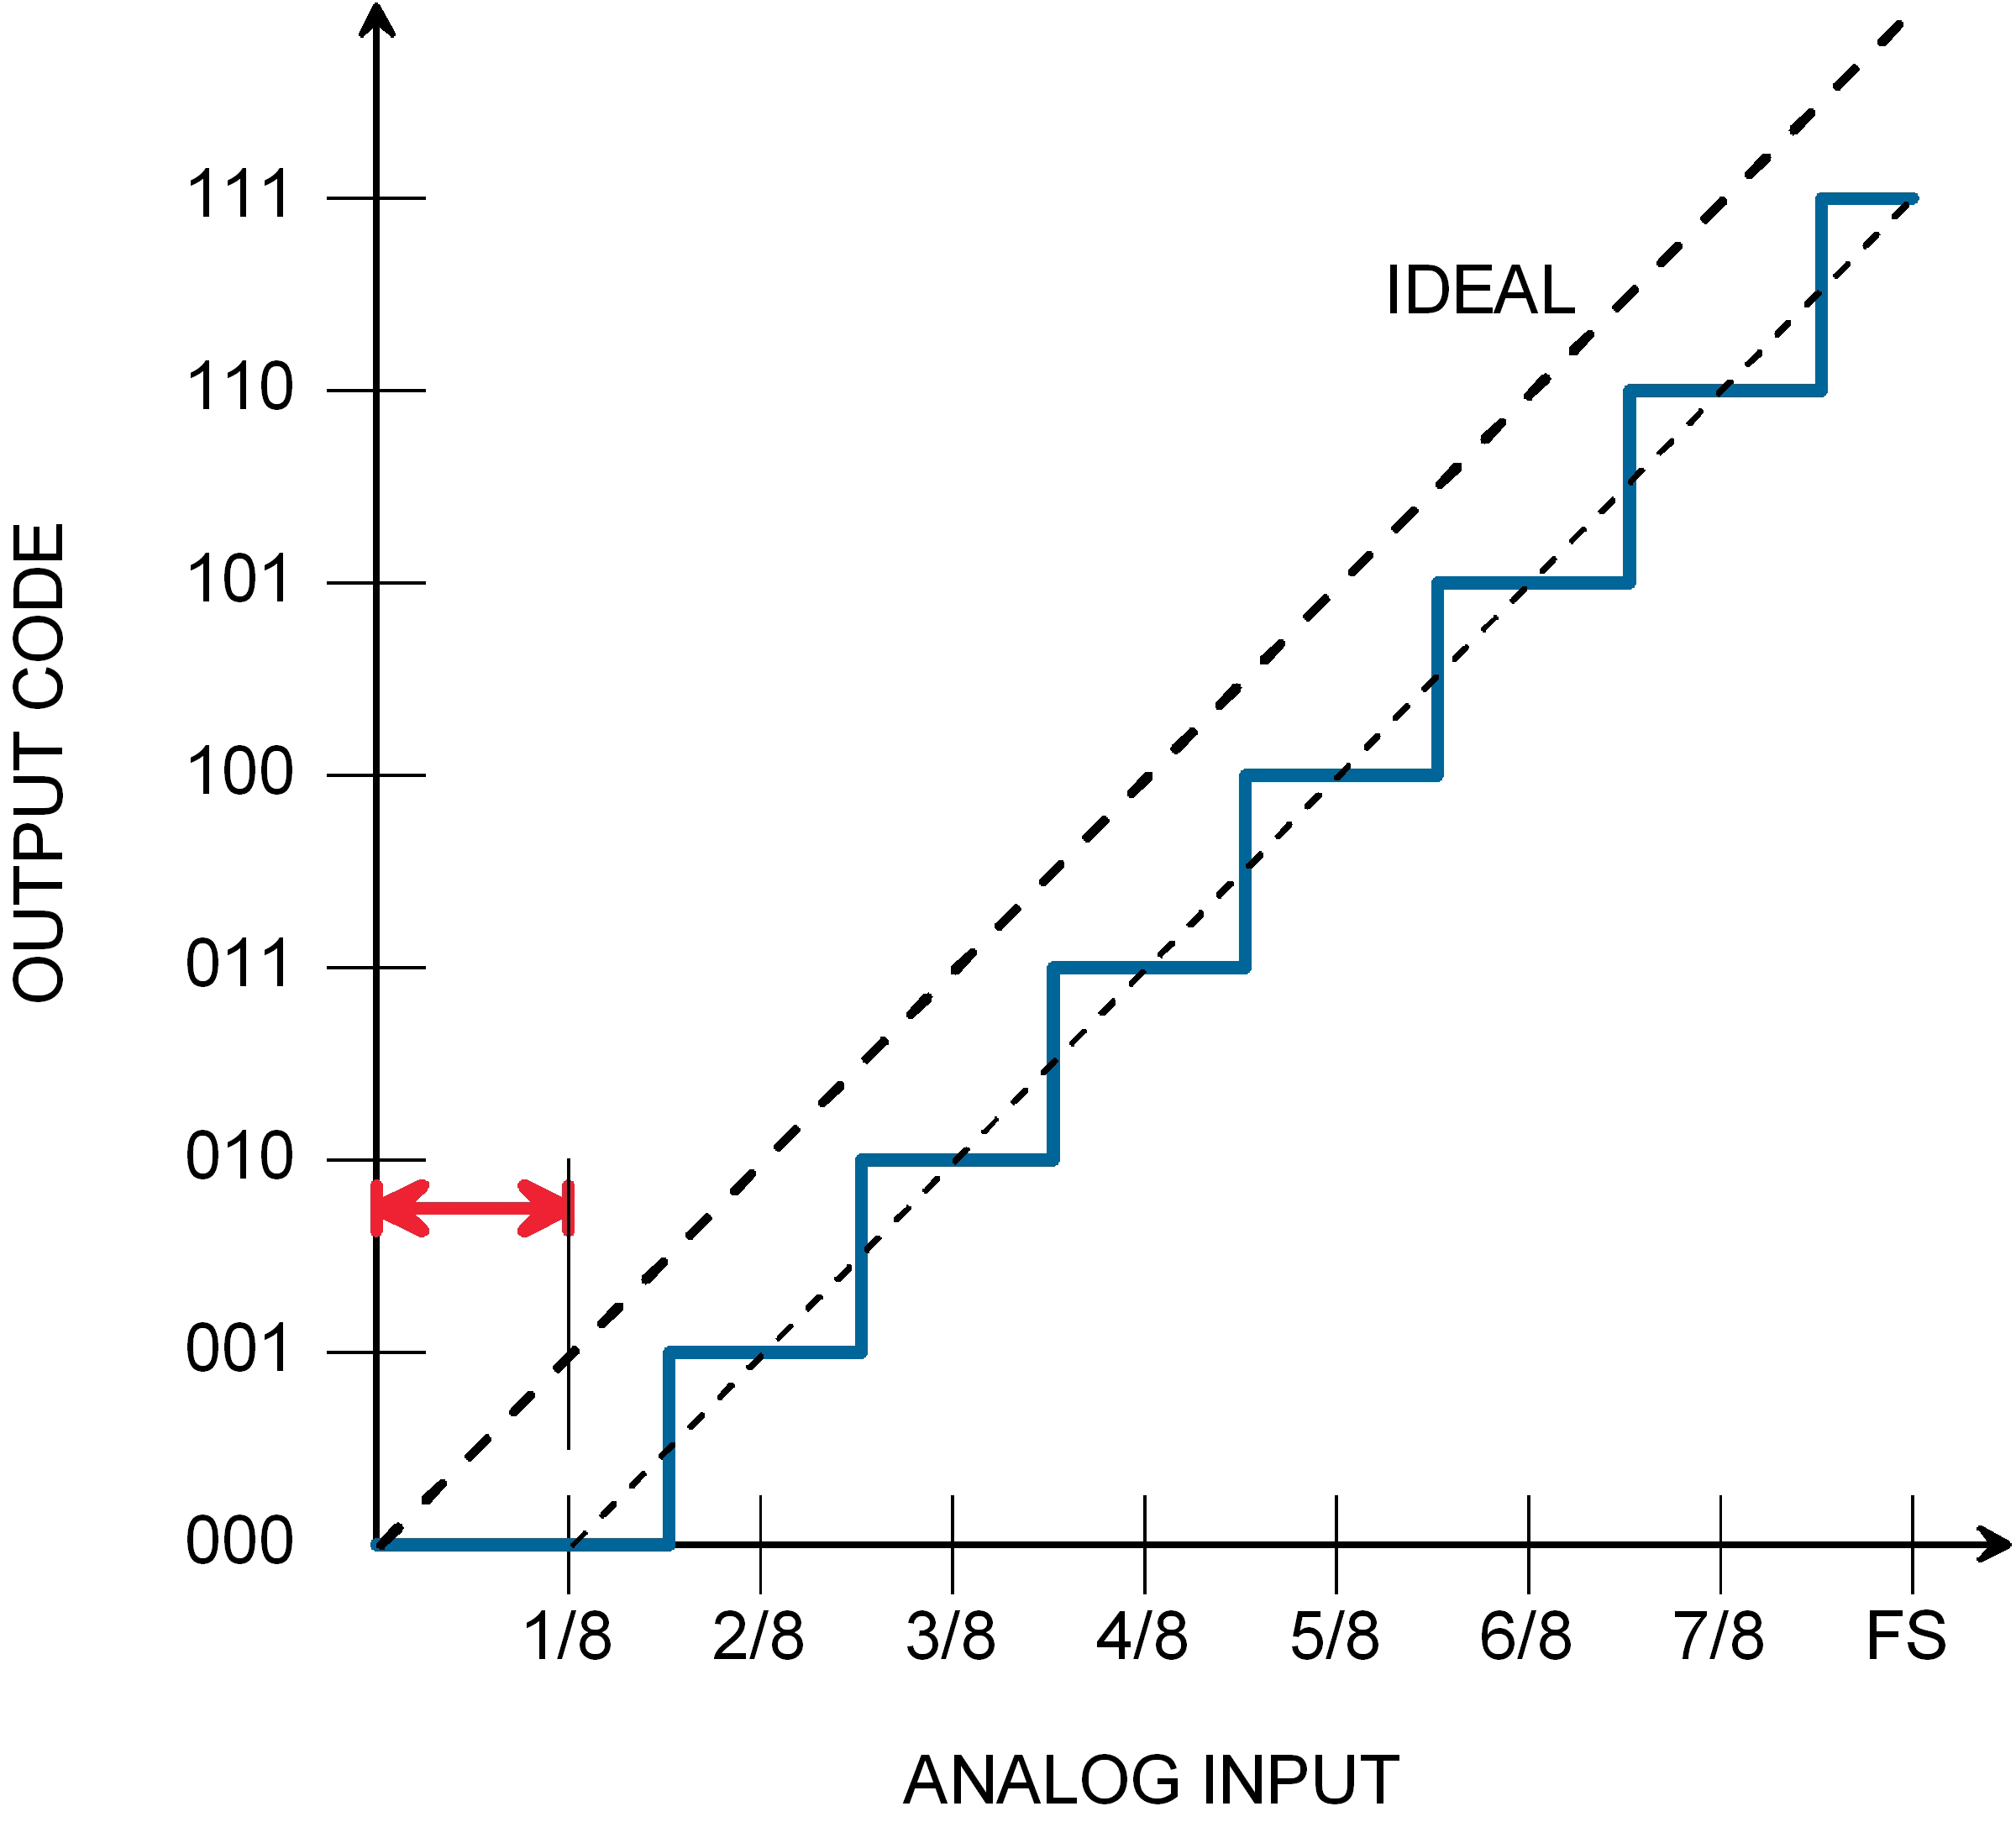 111
IDEAL
110
101
100
011
010
001
000
OUTPUT CODE
1/8 2/8 3/8 4/8 5/8 6/8 7/8 FS
ANALOG INPUT